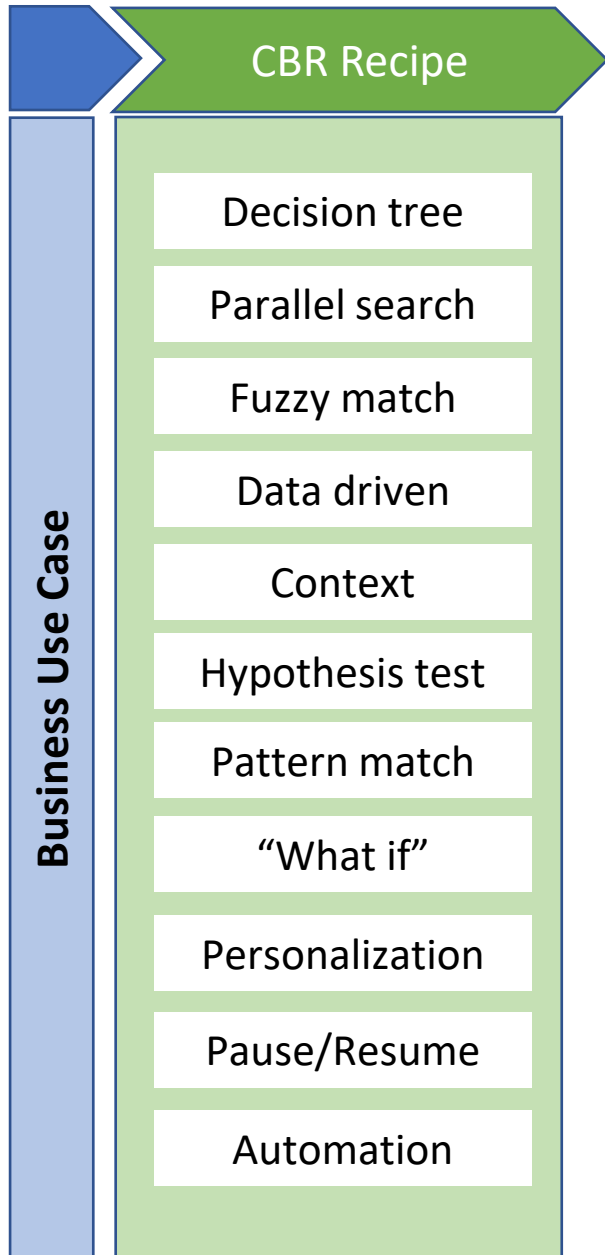 CBR Recipe
Business Use Case
Decision tree
Parallel search
Fuzzy match
Data driven
Context
Hypothesis test
Pattern match
“What if”
Personalization
Pause/Resume
Automation